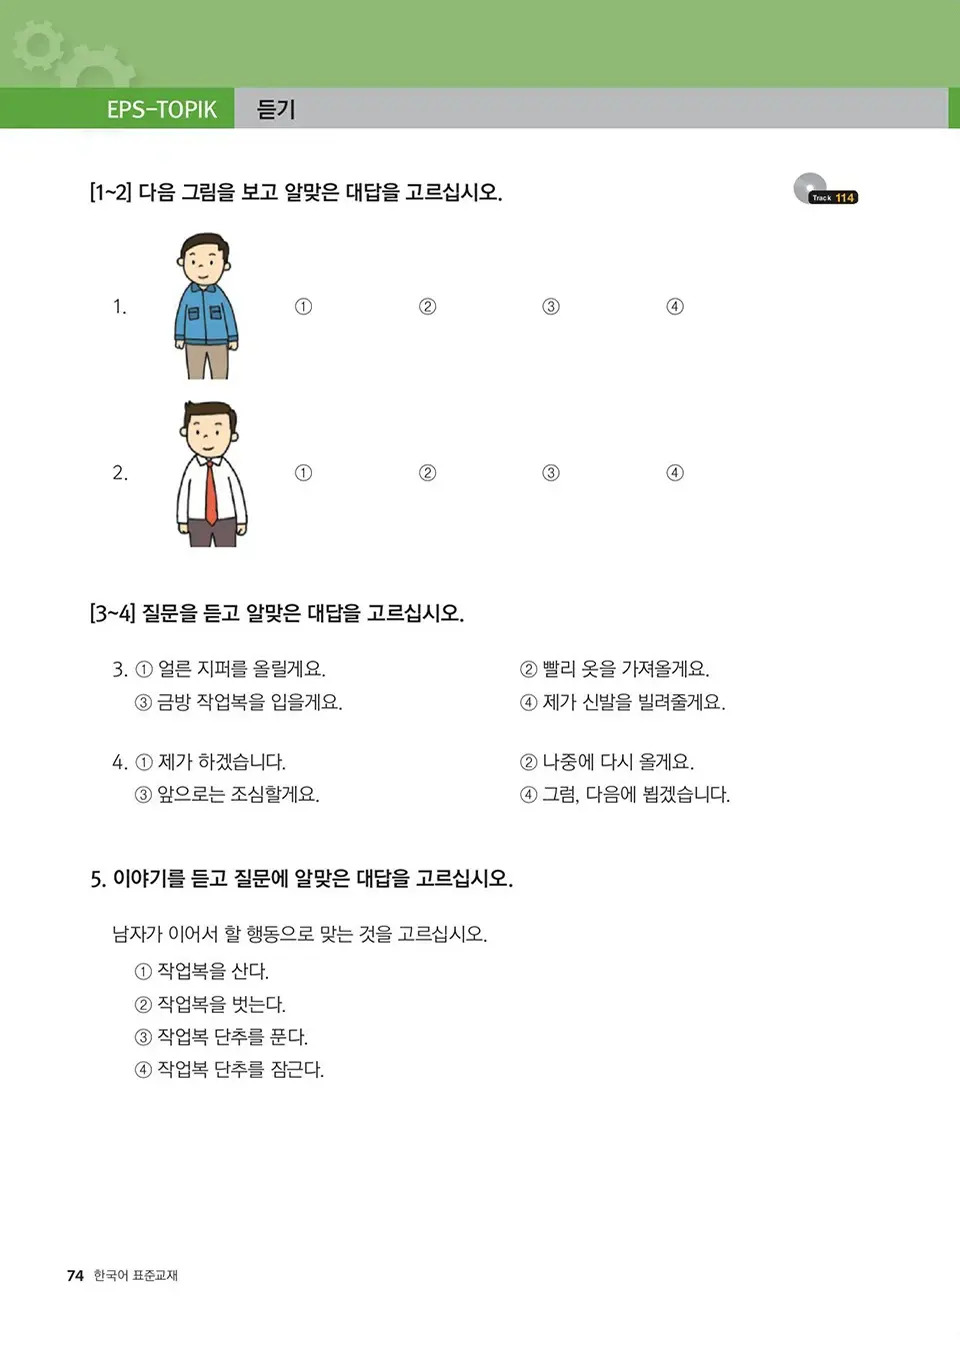 EPS-TOPIK 듣기
[1~2] 다음 그림을 보고 알맞은 대답을 고르십시오.
Track 114
1. ① ② ③ ④
2. ① ② ③ ④
[3~4] 질문을 듣고 알맞은 대답을 고르십시오.
3. ① 얼른 지퍼를 올릴게요. ② 빨리 옷을 가져올게요.
③ 금방 작업복을 입을게요. ④ 제가 신발을 빌려줄게요.
4. ① 제가 하겠습니다. ② 나중에 다시 올게요.
③ 앞으로는 조심할게요. ④ 그럼, 다음에 뵙겠습니다.
5. 이야기를 듣고 질문에 알맞은 대답을 고르십시오.
남자가 이어서 할 행동으로 맞는 것을 고르십시오.
① 작업복을 산다.
② 작업복을 벗는다.
③ 작업복 단추를 푼다.
④ 작업복 단추를 잠근다.
74 한국어 표준교재